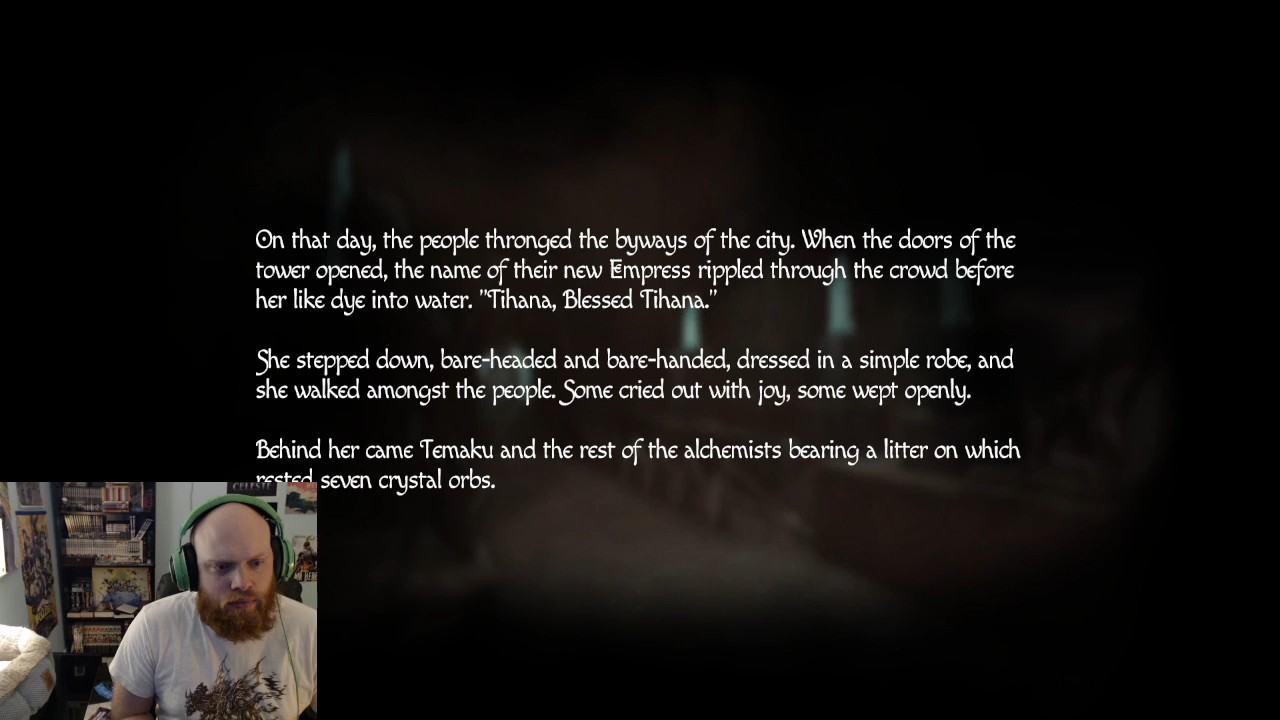 On that day, the people thronged the byways of the city. When the doors of the
tower opened, the name of their new Empress rippled through the crowd before
her like dye into water. "Tihana, Blessed Tihana."
She stepped down, bare-headed and bare-handed, dressed in a simple robe, and
she walked amongst the people. Some cried out with joy, some wept openly.
Behind her came Temaku and the rest of the alchemists bearing a litter on which
rested seven crystal orbs.
CELESTE